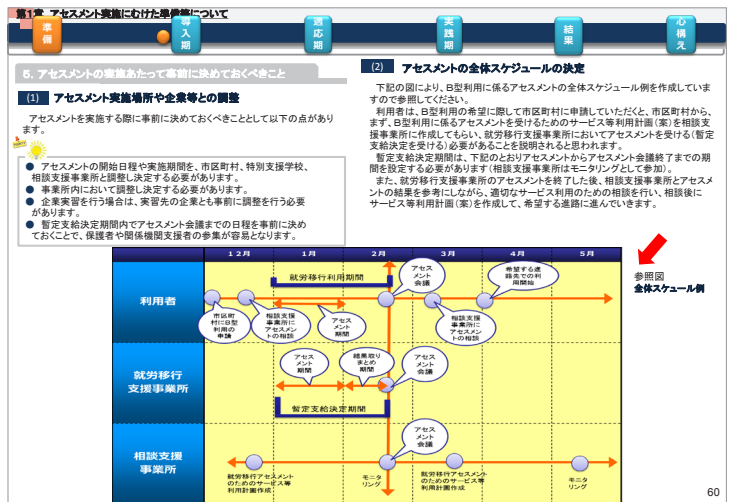 第1章 アセスメント実施にむけた準備等について
準備
導入期
適応期
実践期
結果
心構え
5. アセスメントの実施あたって事前に決めておくべきこと
(1) アセスメント実施場所や企業等との調整
アセスメントを実施する際に事前に決めておくべきこととして以下の点があり
ます。
● アセスメントの開始日程や実施期間を、市区町村、特別支援学校、
相談支援事業所と調整し決定する必要があります。
● 事業所内において調整し決定する必要があります。
● 企業実習を行う場合は、実習先の企業とも事前に調整を行う必要
があります。
● 暫定支給決定期間内でアセスメント会議までの日程を事前に決め
ておくことで、保護者や関係機関支援者の参集が容易となります。
(2) アセスメントの全体スケジュールの決定
下記の図により、B型利用に係るアセスメントの全体スケジュール例を作成していま
すので参照してください。
利用者は、B型利用の希望に際して市区町村に申請していただくと、市区町村から、
まず、B型利用に係るアセスメントを受けるためのサービス等利用計画(案)を相談支
援事業所に作成してもらい、就労移行支援事業所においてアセスメントを受ける(暫定
支給決定を受ける)必要があることを説明されると思われます。
暫定支給決定期間は、下記のとおりアセスメントからアセスメント会議終了までの期
間を設定する必要があります(相談支援事業所はモニタリングとして参加)。
また、就労移行支援事業所のアセスメントを終了した後、相談支援事業所とアセスメ
ントの結果を参考にしながら、適切なサービス利用のための相談を行い、相談後に
サービス等利用計画(案)を作成して、希望する進路に進んでいきます。
参照図
全体スケュール例
12月 1月 2月 3月 4月 5月
利用者
就労移行利用期間
アセス
メント
会議
希望する進
路先での利
用開始
市区町
村にB型
利用の
申請
相談支援
事業所に
アセスメン
トの相談
アセス
メント
期間
相談支援
事業所に
アセスメン
トの相談
就労移行
支援事業所
アセス
メント
期間
結果取り
まとめ
期間
アセス
メント
会議
暫定支給決定期間
相談支援
事業所
アセス
メント
会議
就労移行アセスメント
のためのサービス等
利用計画作成
モニタ
リング
就労移行アセスメント
のためのサービス等
利用計画作成
モニタ
リング
60